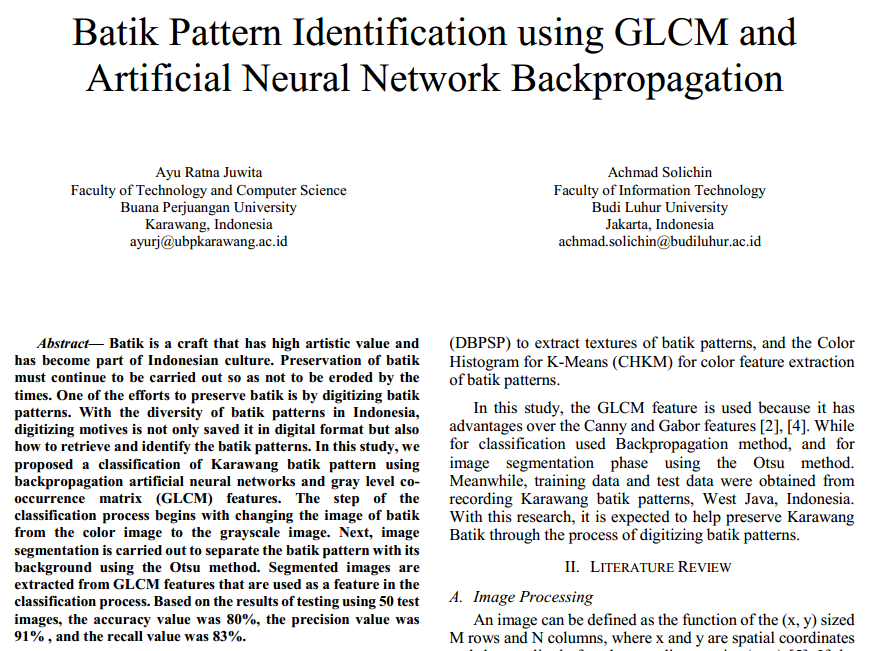 Batik Pattern Identification using GLCM and
Artificial Neural Network Backpropagation
Ayu Ratna Juwita
Faculty of Technology and Computer Science
Buana Perjuangan University
Karawang, Indonesia
ayurj@ubpkarawang.ac.id
Achmad Solichin
Faculty of Information Technology
Budi Luhur University
Jakarta, Indonesia
achmad.solichin@budiluhur.ac.id
Abstract— Batik is a craft that has high artistic value and
has become part of Indonesian culture. Preservation of batik
must continue to be carried out so as not to be eroded by the
times. One of the efforts to preserve batik is by digitizing batik
patterns. With the diversity of batik patterns in Indonesia,
digitizing motives is not only saved it in digital format but also
how to retrieve and identify the batik patterns. In this study, we
proposed a classification of Karawang batik pattern using
backpropagation artificial neural networks and gray level co-
occurrence matrix (GLCM) features. The step of the
classification process begins with changing the image of batik
from the color image to the grayscale image. Next, image
segmentation is carried out to separate the batik pattern with its
background using the Otsu method. Segmented images are
extracted from GLCM features that are used as a feature in the
classification process. Based on the results of testing using 50 test
images, the accuracy value was 80%, the precision value was
91% , and the recall value was 83%.
(DBPSP) to extract textures of batik patterns, and the Color
Histogram for K-Means (CHKM) for color feature extraction
of batik patterns.
In this study, the GLCM feature is used because it has
advantages over the Canny and Gabor features [2], [4]. While
for classification used Backpropagation method, and for
image segmentation phase using the Otsu method.
Meanwhile, training data and test data were obtained from
recording Karawang batik patterns, West Java, Indonesia.
With this research, it is expected to help preserve Karawang
Batik through the process of digitizing batik patterns.
II. LITERATURE REVIEW
A. Image Processing
An image can be defined as the function of the (x, y) sized
M rows and N columns, where x and y are spatial coordinates